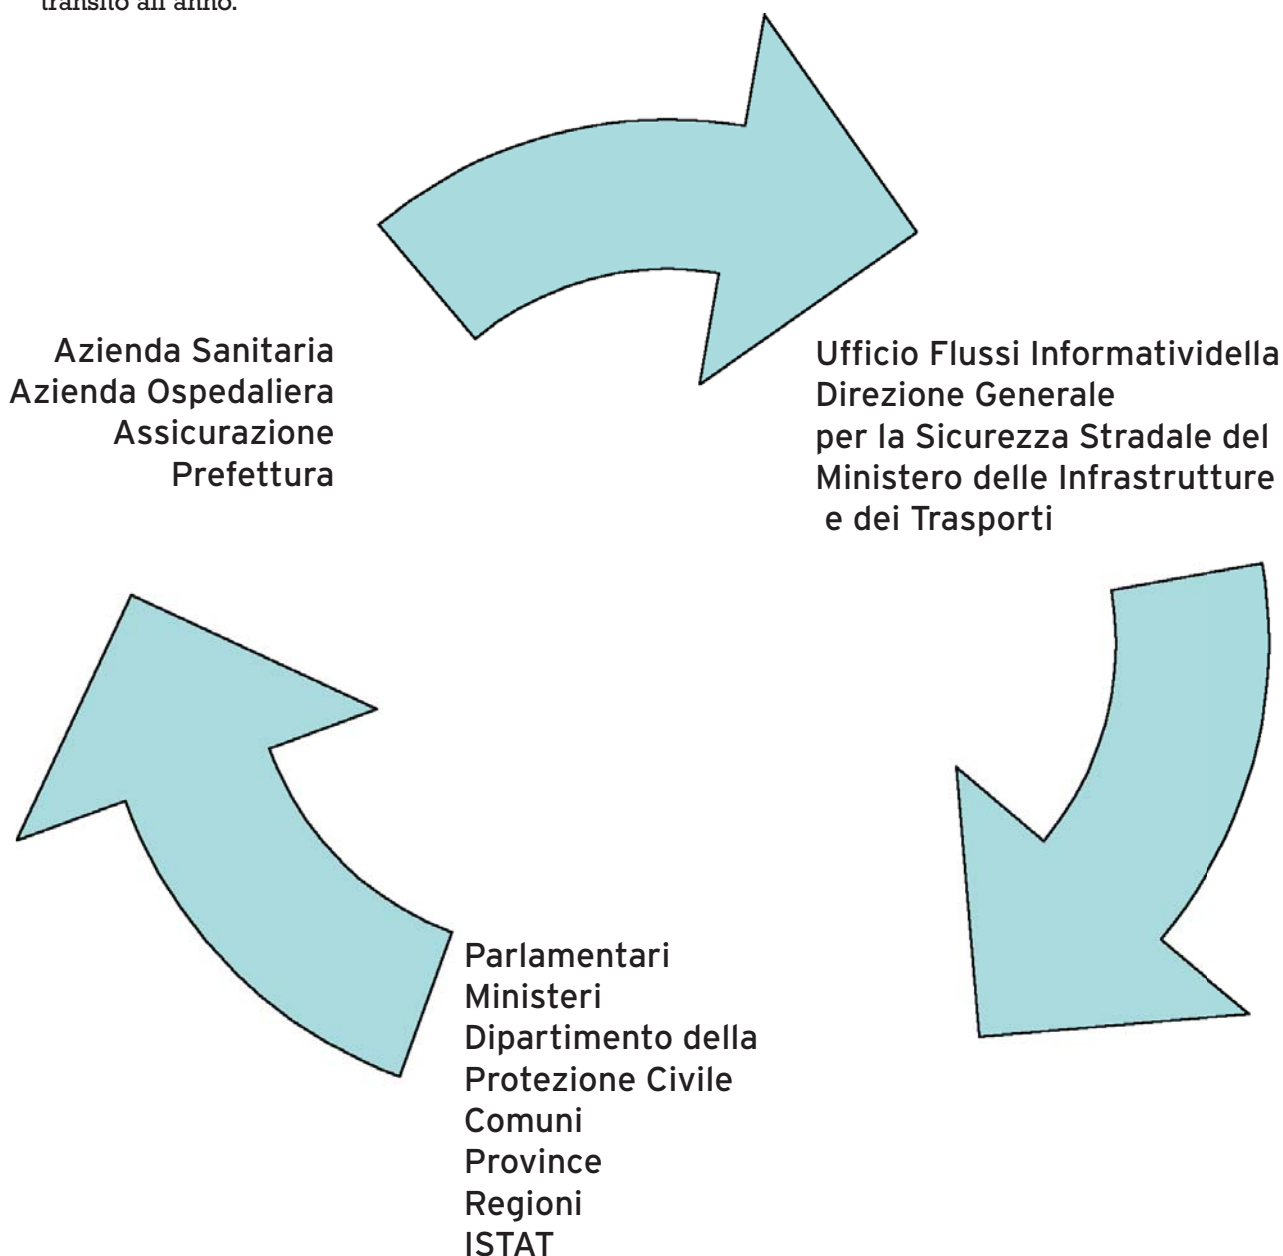 transito all'anno.
Azienda Sanitaria
Azienda Ospedaliera
Assicurazione
Prefettura
Ufficio Flussi Informatividella
Direzione Generale
per la Sicurezza Stradale del
Ministero delle Infrastrutture
e dei Trasporti
Parlamentari
Ministeri
Dipartimento della
Protezione Civile
Comuni
Province
Regioni
ISTAT